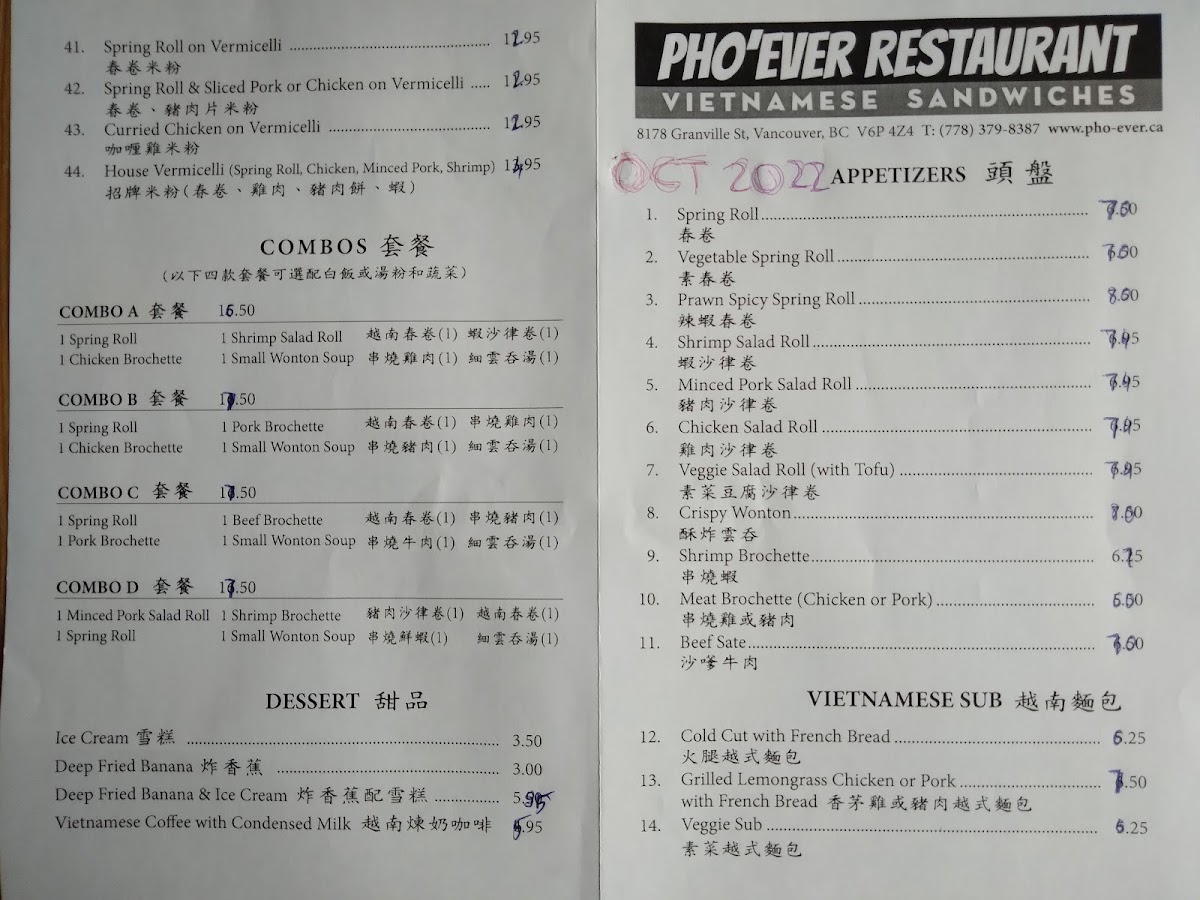 41. Spring Roll on Vermicelli 12.95
春卷米粉
42. Spring Roll & Sliced Pork or Chicken on Vermicelli 12.95
春卷、豬肉片米粉
43. Curried Chicken on Vermicelli 12.95
咖喱雞米粉
44. House Vermicelli (Spring Roll, Chicken, Minced Pork, Shrimp)
招牌米粉(春卷、雞肉、豬肉餅、蝦)
COMBOS 套餐
(以下四款套餐可選配白飯或湯粉和蔬菜)
COMBO A 套餐 16.50
1 Spring Roll 1 Shrimp Salad Roll 越南春卷(1) 蝦沙律卷(1)
1 Chicken Brochette 1 Small Wonton Soup 串燒雞肉(1) 細雲吞湯(1)
COMBO B 套餐
1 Spring Roll 1 Pork Brochette 越南春卷(1) 串燒雞肉(1)
1 Chicken Brochette 1 Small Wonton Soup 串燒豬肉(1) 細雲吞湯(1)
COMBO C 套餐
1 Spring Roll 1 Beef Brochette 越南春卷(1) 串燒豬肉(1)
1 Pork Brochette 1 Small Wonton Soup 串燒牛肉(1) 細雲吞湯(1)
COMBO D 套餐
1 Minced Pork Salad Roll 1 Shrimp Brochette 豬肉沙律卷(1) 越南春卷(1)
1 Spring Roll 1 Small Wonton Soup 串燒鮮蝦(1) 細雲吞湯(1)
DESSERT 甜品
Ice Cream 雪糕 3.50
Deep Fried Banana 炸香蕉 3.00
Deep Fried Banana & Ice Cream 炸香蕉配雪糕
Vietnamese Coffee with Condensed Milk 越南煉奶咖啡
PHO'EVER RESTAURANT
VIETNAMESE SANDWICHES
8178 Granville St, Vancouver, BC V6P 4Z4 T: (778) 379-8387 www.pho-ever.ca
OCT 2022
APPETIZERS 頭盤
1. Spring Roll
春卷
2. Vegetable Spring Roll
素春卷
3. Prawn Spicy Spring Roll
辣蝦春卷
4. Shrimp Salad Roll
蝦沙律卷
5. Minced Pork Salad Roll
豬肉沙律卷
6. Chicken Salad Roll
雞肉沙律卷
7. Veggie Salad Roll (with Tofu)
素菜豆腐沙律卷
8. Crispy Wonton
酥炸雲吞
9. Shrimp Brochette
串燒蝦
10. Meat Brochette (Chicken or Pork)
串燒雞或豬肉
11. Beef Sate
沙嗲牛肉
VIETNAMESE SUB 越南麵包
12. Cold Cut with French Bread 6.25
火腿越式麵包
13. Grilled Lemongrass Chicken or Pork
with French Bread 香茅雞或豬肉越式麵包
14. Veggie Sub 6.25
素菜越式麵包